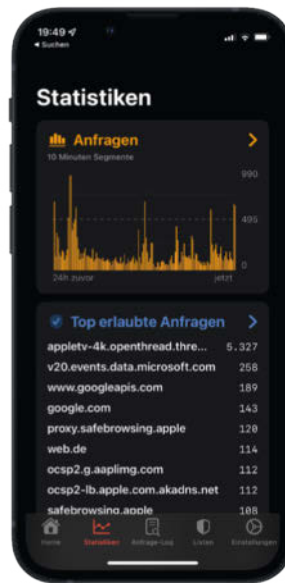 19:49
Suchen
Statistiken
Anfragen
10 Minuten Segmente
990
495
0
24h zuvor jetzt
Top erlaubte Anfragen
appletv-4k.openthread.thre... 5.327
v20.events.data.microsoft.com 258
www.googleapis.com 189
google.com 143
proxy.safebrowsing.apple 120
web.de 114
ocsp2.g.aaplimg.com 112
ocsp2-lb.apple.com.akadns.net 112
safebrowsing.apple 108
Home Statistiken Anfrage-Log Listen Einstellungen